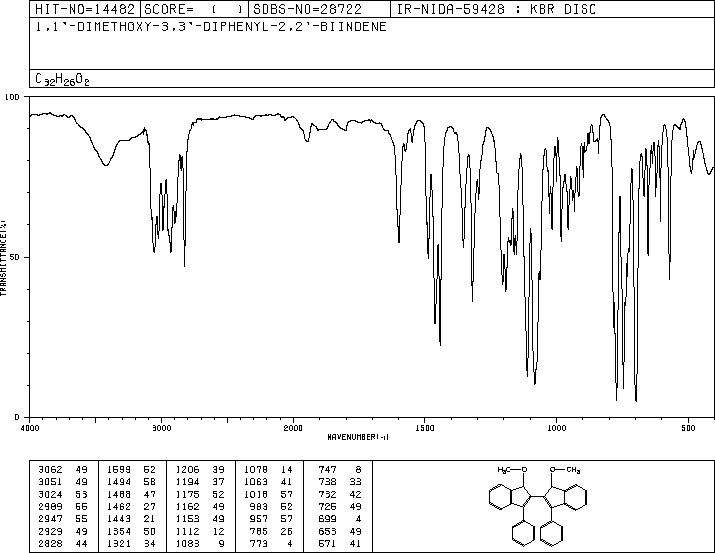 HIT-NO=14482 SCORE= ( ) SDBS-NO=28722 IR-NIDA-59428 : KBR DISC
1,1'-DIMETHOXY-3,3'-DIPHENYL-2,2'-BIINDENE
C32H26O2
100
50
0
TRANSMITTANCE(%)
4000 3000 2000 1500 1000 500
WAVENUMBER(-1)
3062 49 1599 52 1206 39 1078 14 747 8
3051 49 1494 58 1194 37 1063 41 738 33
3024 53 1488 47 1175 52 1018 57 732 42
2989 55 1462 27 1162 49 983 52 725 49
2947 55 1443 21 1153 49 957 57 699 4
2929 49 1354 50 1112 12 785 26 653 49
2828 44 1321 34 1083 9 773 4 571 41
H3C O O CH3